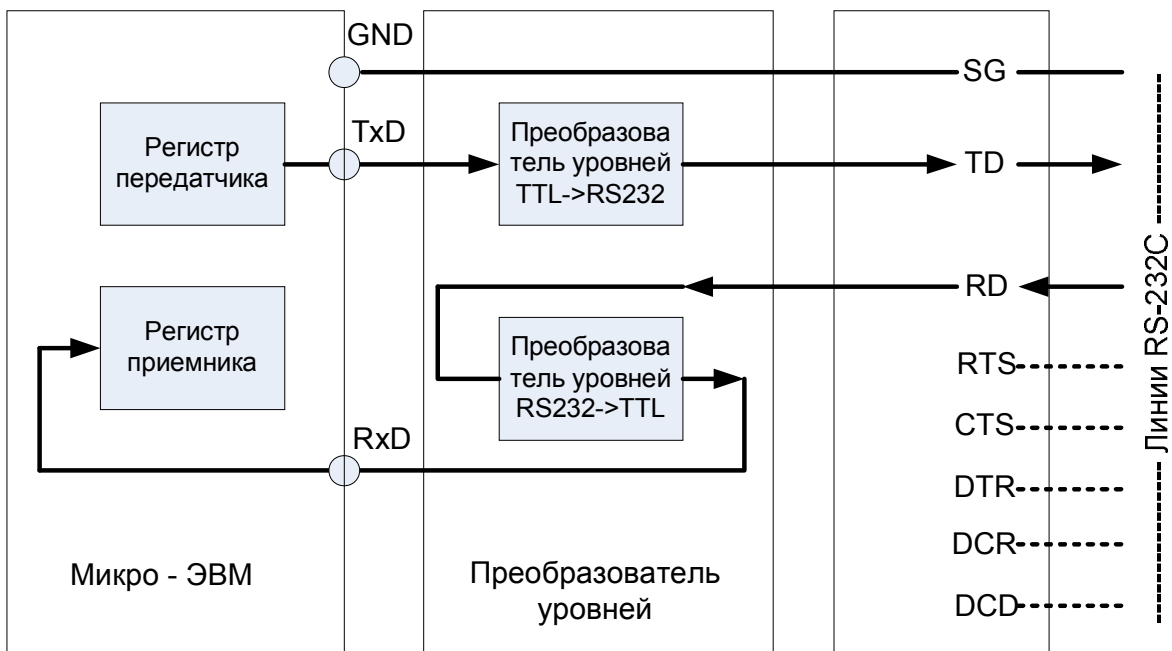 GND
SG
TxD
Регистр
передатчика
Преобразова
тель уровней
TTL->RS232
TD
RD
Регистр
приемника
Преобразова
тель уровней
RS232->TTL
RTS
CTS
RxD
DTR
DCR
DCD
Микро - ЭВМ
Преобразователь
уровней
Линии RS-232C